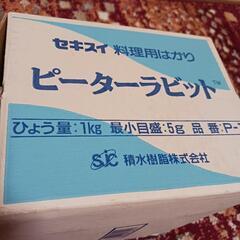 セキスイ 料理用はかり
ピーターラビット™
ひょう量:1kg 最小目盛:5g 品番:P-
sjc 積水樹脂株式会社